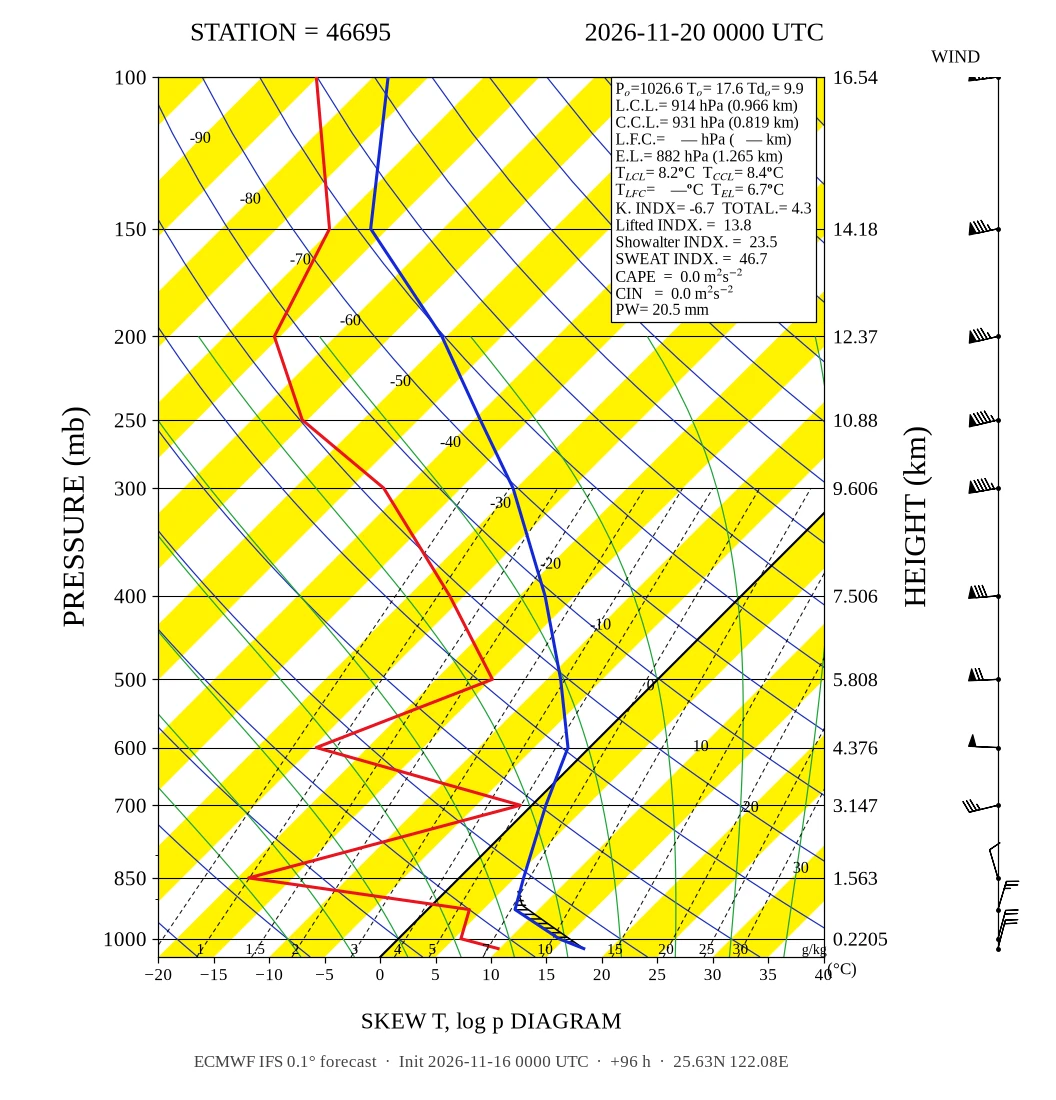 STATION = 46695
2026-11-20 0000 UTC
WIND
Pₒ=1026.6 Tₒ= 17.6 Tdₒ= 9.9
L.C.L.= 914 hPa (0.966 km)
C.C.L.= 931 hPa (0.819 km)
L.F.C.= — hPa ( — km)
E.L.= 882 hPa (1.265 km)
T_LCL= 8.2°C T_CCL= 8.4°C
T_LFC= —°C T_EL= 6.7°C
K. INDX= -6.7 TOTAL.= 4.3
Lifted INDX. = 13.8
Showalter INDX. = 23.5
SWEAT INDX. = 46.7
CAPE = 0.0 m²s⁻²
CIN = 0.0 m²s⁻²
PW= 20.5 mm
PRESSURE (mb)
100
150
200
250
300
400
500
600
700
850
1000
-90
-80
-70
-60
-50
-40
-30
-20
-10
0
10
20
30
16.54
14.18
12.37
10.88
9.606
7.506
5.808
4.376
3.147
1.563
0.2205
HEIGHT (km)
1 1.5 2 3 4 5 7 10 15 20 25 30 g/kg
−20 −15 −10 −5 0 5 10 15 20 25 30 35 40 (°C)
SKEW T, log p DIAGRAM
ECMWF IFS 0.1° forecast · Init 2026-11-16 0000 UTC · +96 h · 25.63N 122.08E